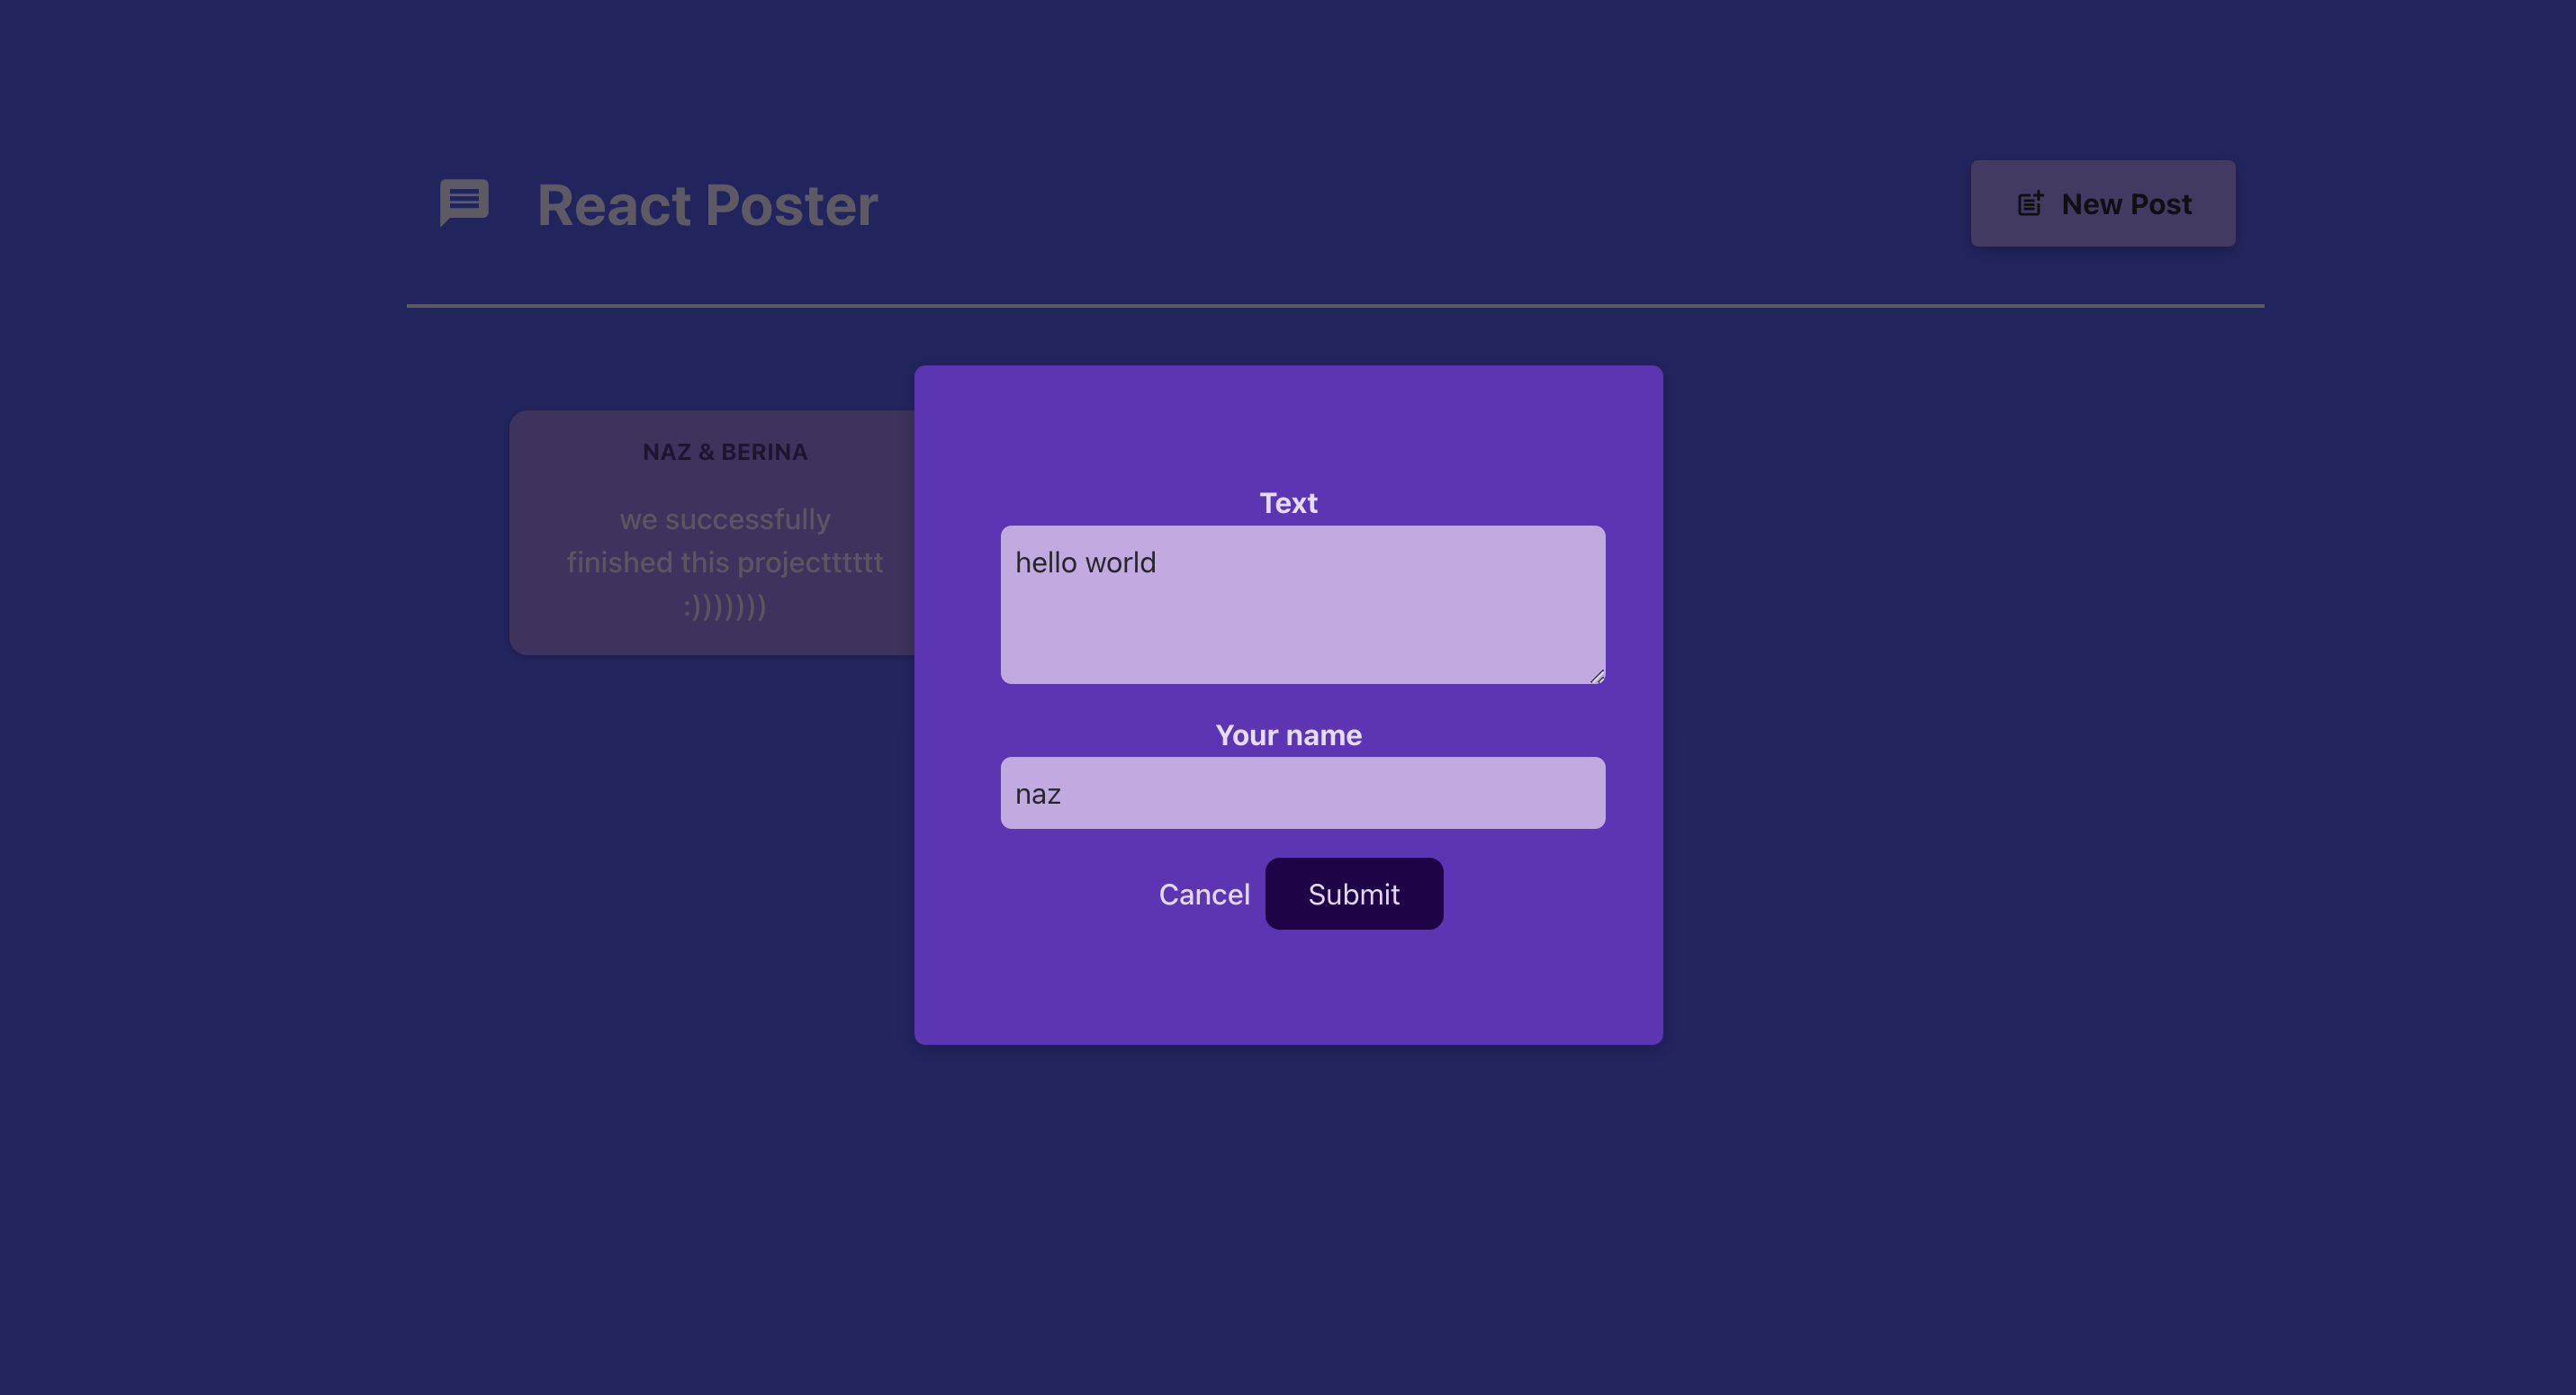 React Poster
New Post
NAZ & BERINA
we successfully
finished this projectttttt
:)))))))
Text
hello world
Your name
naz
Cancel
Submit